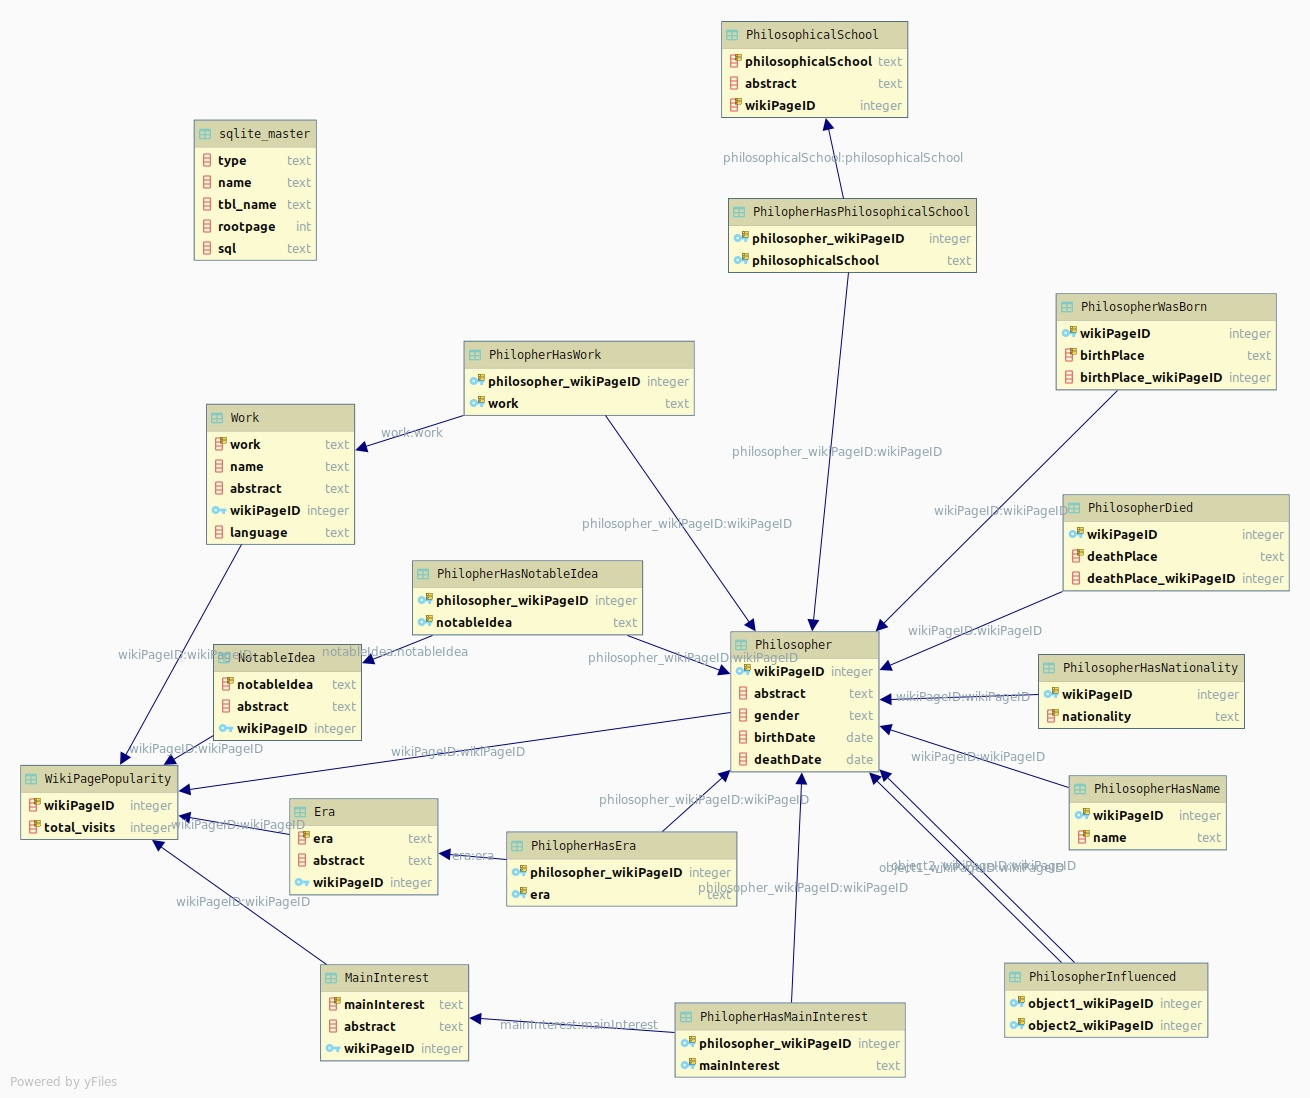 PhilosophicalSchool
philosophicalSchool text
abstract text
wikiPageID integer
sqlite_master
type text
name text
tbl_name text
rootpage int
sql text
philosophicalSchool:philosophicalSchool
PhilopherHasPhilosophicalSchool
philosopher_wikiPageID integer
philosophicalSchool text
PhilosopherWasBorn
wikiPageID integer
birthPlace text
birthPlace_wikiPageID integer
PhilopherHasWork
philosopher_wikiPageID integer
work text
Work
work text
name text
abstract text
wikiPageID integer
language text
work:work
philosopher_wikiPageID:wikiPageID
philosopher_wikiPageID:wikiPageID
wikiPageID:wikiPageID
PhilosopherDied
wikiPageID integer
deathPlace text
deathPlace_wikiPageID integer
PhilopherHasNotableIdea
philosopher_wikiPageID integer
notableIdea text
wikiPageID:wikiPageID
NotableIdea
notableIdea text
abstract text
wikiPageID integer
notableIdea:notableIdea
philosopher_wikiPageID:wikiPageID
Philosopher
wikiPageID integer
abstract text
gender text
birthDate date
deathDate date
wikiPageID:wikiPageID
PhilosopherHasNationality
wikiPageID integer
nationality text
wikiPageID:wikiPageID
wikiPageID:wikiPageID
wikiPageID:wikiPageID
wikiPageID:wikiPageID
WikiPagePopularity
wikiPageID integer
total_visits integer
wikiPageID:wikiPageID
Era
era text
abstract text
wikiPageID integer
philosopher_wikiPageID:wikiPageID
PhilosopherHasName
wikiPageID integer
name text
PhilopherHasEra
philosopher_wikiPageID integer
era text
era:era
philosopher_wikiPageID:wikiPageID
object2_wikiPageID:wikiPageID
object1_wikiPageID:wikiPageID
wikiPageID:wikiPageID
MainInterest
mainInterest text
abstract text
wikiPageID integer
mainInterest:mainInterest
PhilopherHasMainInterest
philosopher_wikiPageID integer
mainInterest text
PhilosopherInfluenced
object1_wikiPageID integer
object2_wikiPageID integer
Powered by yFiles